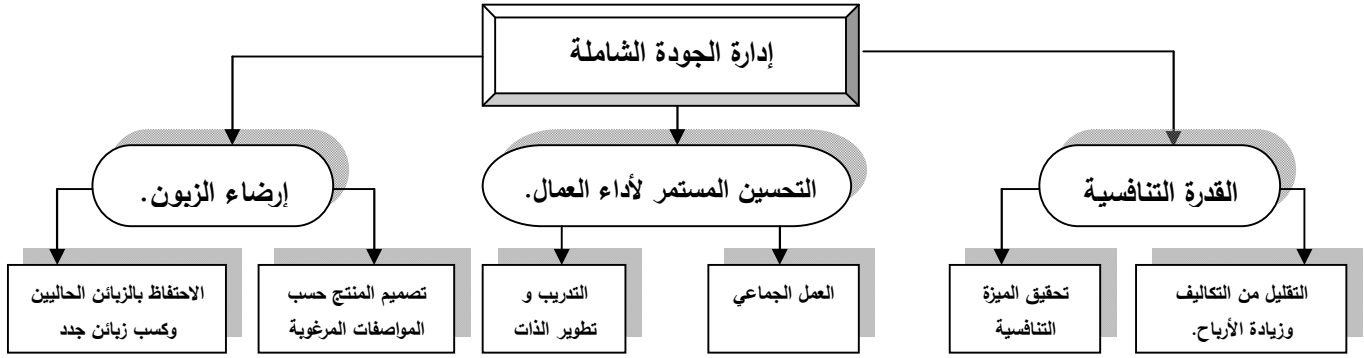 إدارة الجودة الشاملة
القدرة التنافسية
التحسين المستمر لأداء العمال.
إرضاء الزبون.
التقليل من التكاليف
وزيادة الأرباح.
تحقيق الميزة
التنافسية
العمل الجماعي
التدريب و
تطوير الذات
تصميم المنتج حسب
المواصفات المرغوبة
الاحتفاظ بالزبائن الحاليين
وكسب زبائن جدد